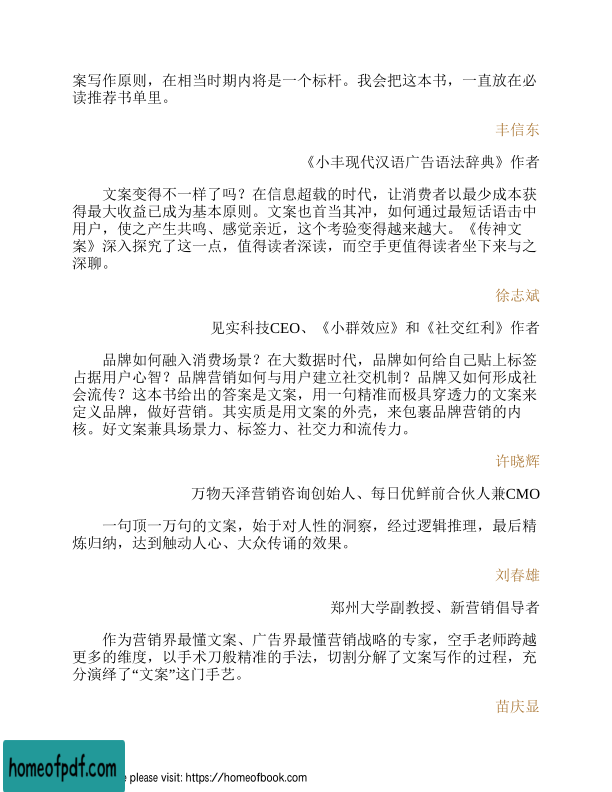 案写作原则，在相当时期内将是一个标杆。我会把这本书，一直放在必
读推荐书单里。
丰信东
《小丰现代汉语广告语法辞典》作者
文案变得不一样了吗？在信息超载的时代，让消费者以最少成本获
得最大收益已成为基本原则。文案也首当其冲，如何通过最短话语击中
用户，使之产生共鸣、感觉亲近，这个考验变得越来越大。《传神文
案》深入探究了这一点，值得读者深读，而空手更值得读者坐下来与之
深聊。
徐志斌
见实科技CEO、《小群效应》和《社交红利》作者
品牌如何融入消费场景？在大数据时代，品牌如何给自己贴上标签
占据用户心智？品牌营销如何与用户建立社交机制？品牌又如何形成社
会流传？这本书给出的答案是文案，用一句精准而极具穿透力的文案来
定义品牌，做好营销。其实质是用文案的外壳，来包裹品牌营销的内
核。好文案兼具场景力、标签力、社交力和流传力。
许晓辉
万物天泽营销咨询创始人、每日优鲜前合伙人兼CMO
一句顶一万句的文案，始于对人性的洞察，经过逻辑推理，最后精
炼归纳，达到触动人心、大众传诵的效果。
刘春雄
郑州大学副教授、新营销倡导者
作为营销界最懂文案、广告界最懂营销战略的专家，空手老师跨越
更多的维度，以手术刀般精准的手法，切割分解了文案写作的过程，充
分演绎了“文案”这门手艺。
苗庆显
homeofpdf.com
e please visit: https://homeofbook.com